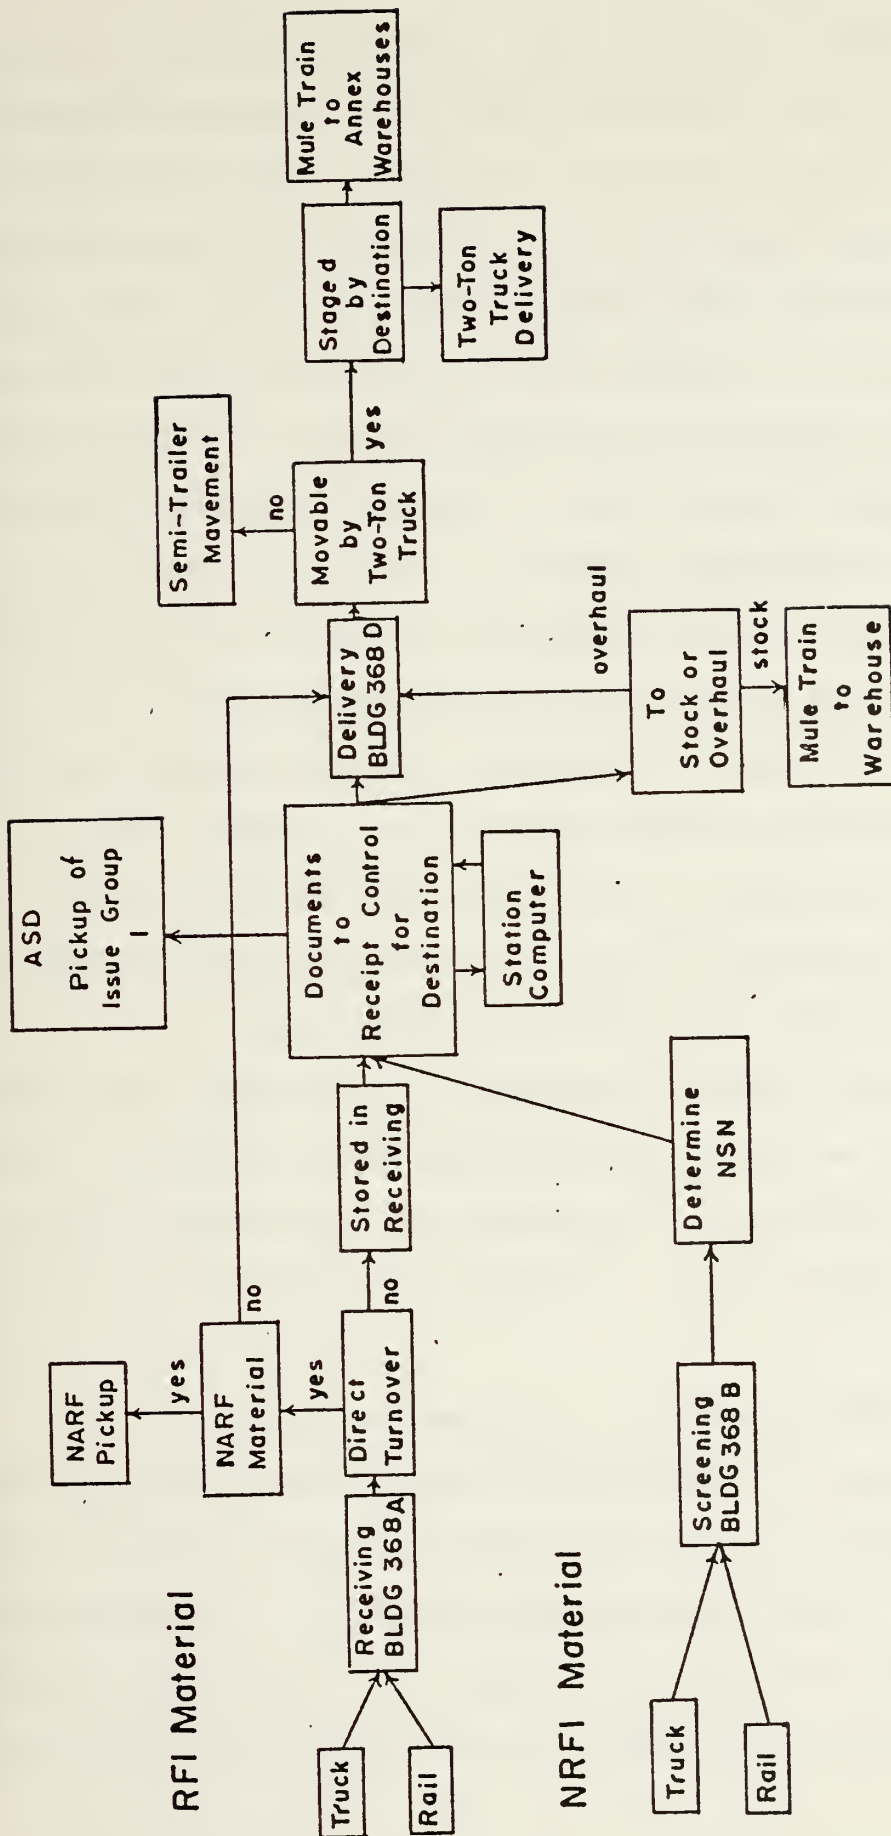 RFI Material
Truck
Rail
Receiving
BLDG 368A
Direct
Turnover
yes
no
NARF
Material
yes
no
NARF
Pickup
Stored in
Receiving
Documents
to
Receipt Control
for
Destination
Station
Computer
ASD
Pickup of
Issue Group
I
Delivery
BLDG 368 D
Movable
by
Two-Ton
Truck
no
yes
Semi-Trailer
Mavement
Staged
by
Destination
Mule Train
to
Annex
Warehouses
Two-Ton
Truck
Delivery
overhaul
To
Stock or
Overhaul
stock
Mule Train
to
Warehouse
NRFI Material
Truck
Rail
Screening
BLDG 368 B
Determine
NSN